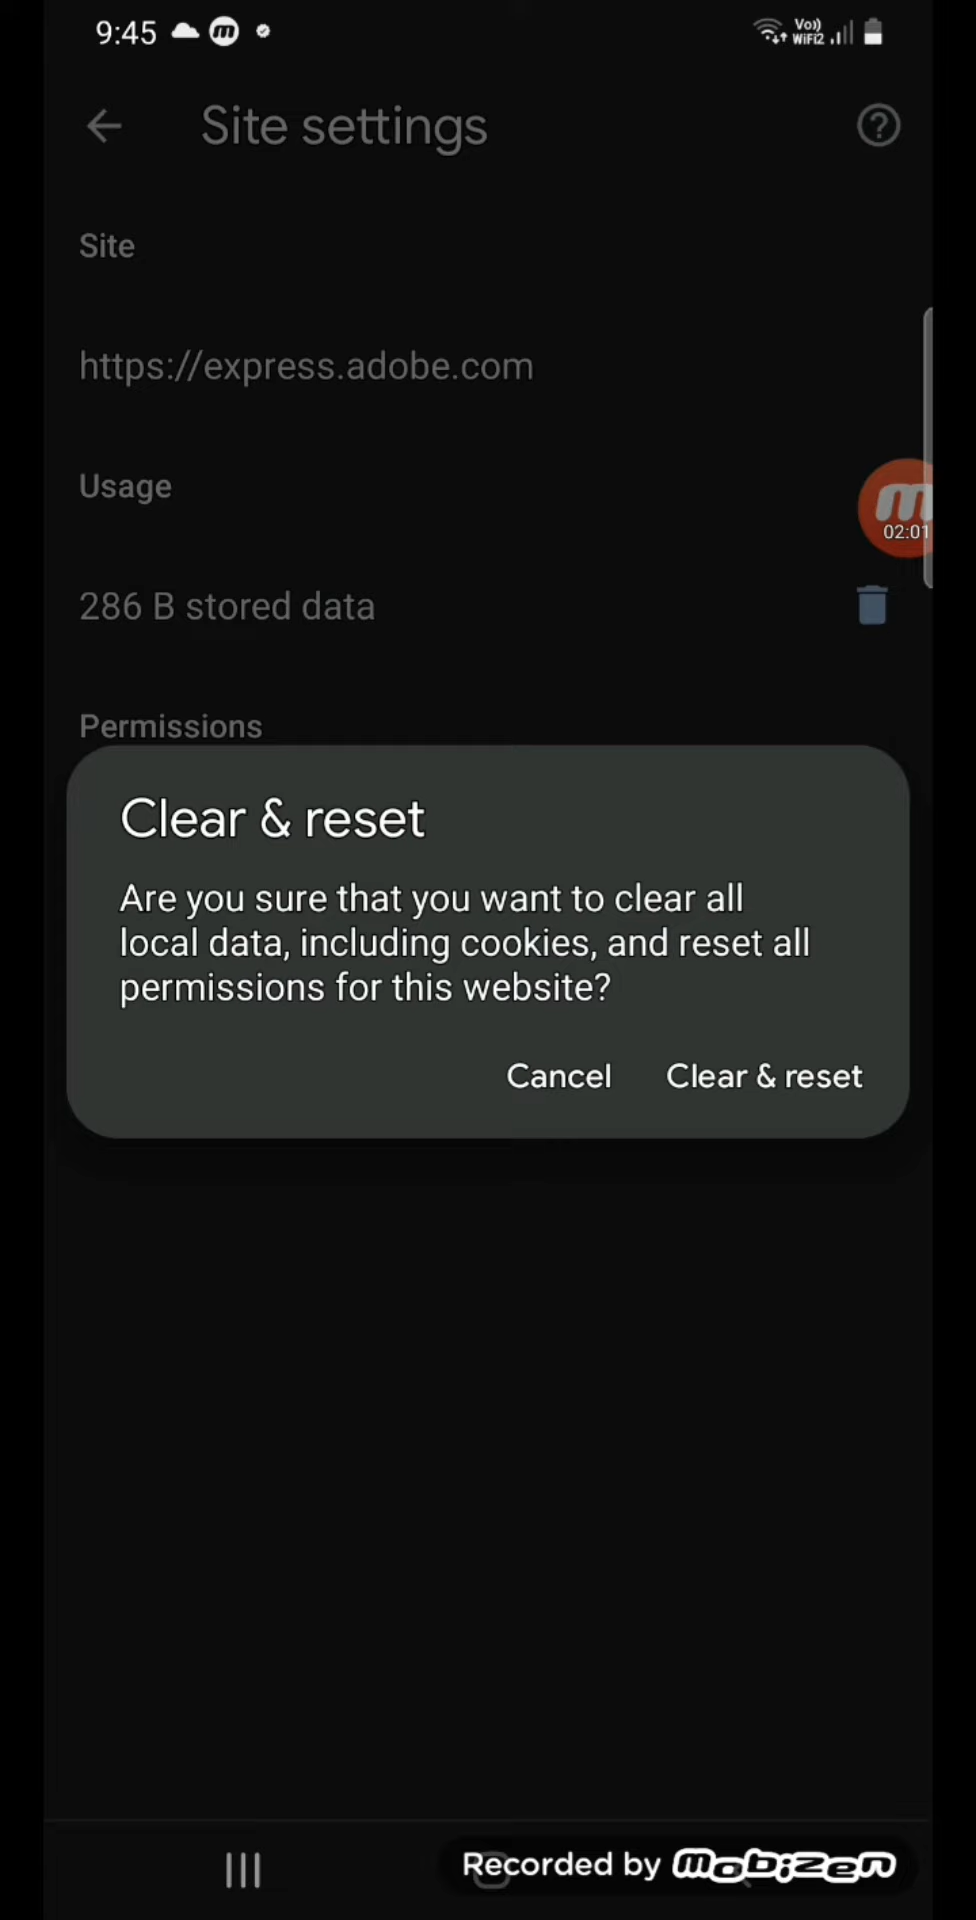 9:45
Vo))
WiFi2
Site settings
Site
https://express.adobe.com
Usage
02:01
286 B stored data
Permissions
Clear & reset
Are you sure that you want to clear all
local data, including cookies, and reset all
permissions for this website?
Cancel Clear & reset
Recorded by mobizen